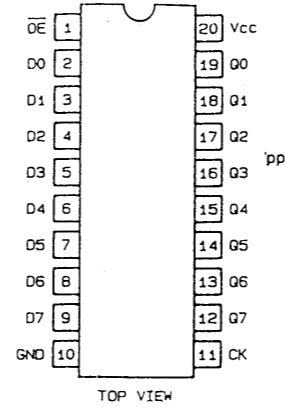 O̅E̅ 1 20 Vcc
D0 2 19 Q0
D1 3 18 Q1
D2 4 17 Q2
D3 5 16 Q3 'pp
D4 6 15 Q4
D5 7 14 Q5
D6 8 13 Q6
D7 9 12 Q7
GND 10 11 CK
TOP VIEW